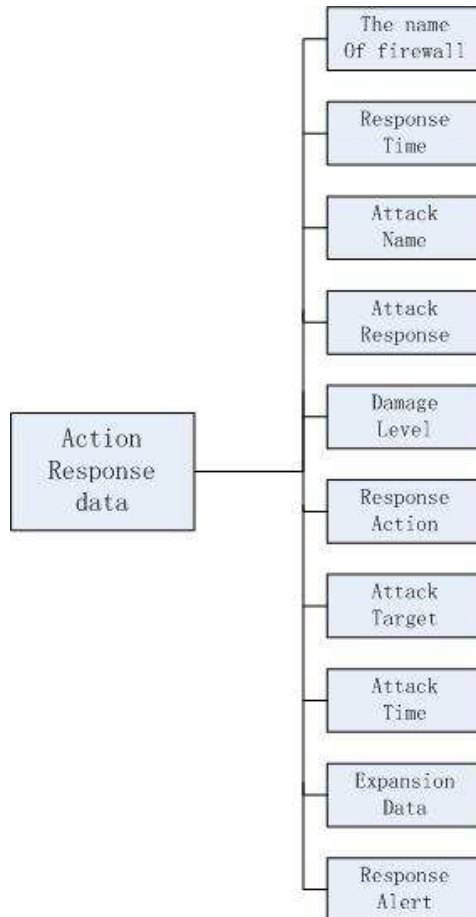 The name
Of firewall
Response
Time
Attack
Name
Attack
Response
Damage
Level
Action
Response
data
Response
Action
Attack
Target
Attack
Time
Expansion
Data
Response
Alert